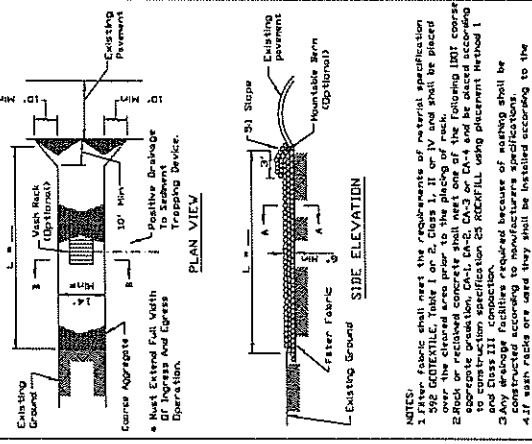 Existing Pavement
10' Min
10' Min
10' Min
L =
Wash Rack (Optional)
14' Min*
Existing Ground
Coarse Aggregate
Positive Drainage To Sediment Trapping Device.
* Must Extend Full Width Of Ingress And Egress Operation.
PLAN VIEW
L =
5:1 Slope
3'
Existing Pavement
Mountable Berm (Optional)
A
A
6" Min
Filter Fabric
Existing Ground
SIDE ELEVATION
NOTES:
1. Filter fabric shall meet the requirements of material specification
592 GEOTEXTILE, Table 1 or 2, Class I, II or IV and shall be placed
over the cleared area prior to the placing of rock.
2. Rock or reclaimed concrete shall meet one of the following IDOT coarse
aggregate gradation, CA-1, CA-2, CA-3 or CA-4 and be placed according
to construction specification 25 ROCKFILL using placement Method 1
and Class III compaction.
3. Any drainage facilities required because of washing shall be
constructed according to manufacturers specifications.
4. If wash racks are used they shall be installed according to the